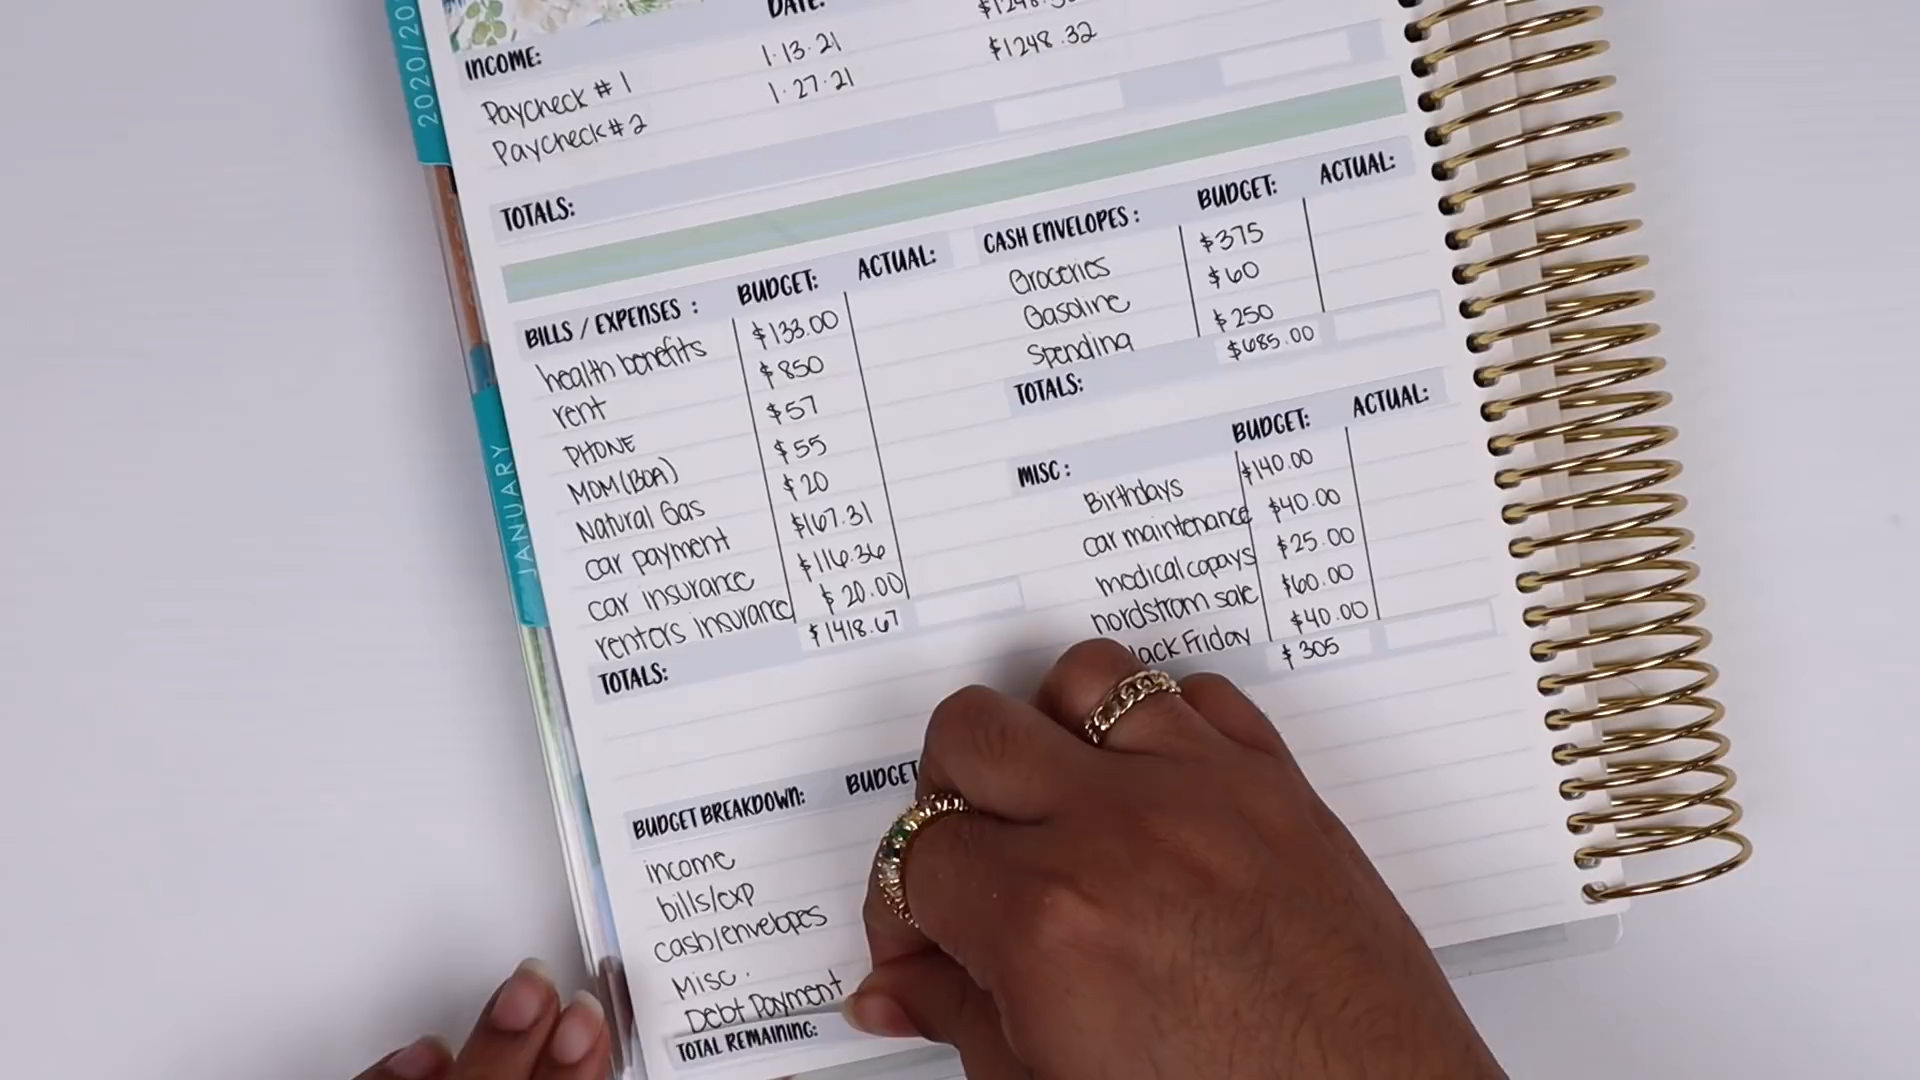 2020/20
DATE:
INCOME:
Paycheck #1 1.13.21
Paycheck #2 1.27.21 $1248.32
TOTALS:
BILLS / EXPENSES : BUDGET: ACTUAL:
health benefits $133.00
rent $850
PHONE $57
MOM(BOA) $55
Natural Gas $20
car payment $167.31
car insurance $116.36
renters insurance $20.00
TOTALS: $1418.67
CASH ENVELOPES : BUDGET: ACTUAL:
Groceries $375
Gasoline $60
Spending $250
TOTALS: $685.00
MISC : BUDGET: ACTUAL:
Birthdays $140.00
car maintenance $40.00
medical copays $25.00
nordstrom sale $60.00
lack Friday $40.00
$305
JANUARY
BUDGET BREAKDOWN: BUDGET
income
bills/exp
cash/envelopes
Misc.
Debt Payment
TOTAL REMAINING: